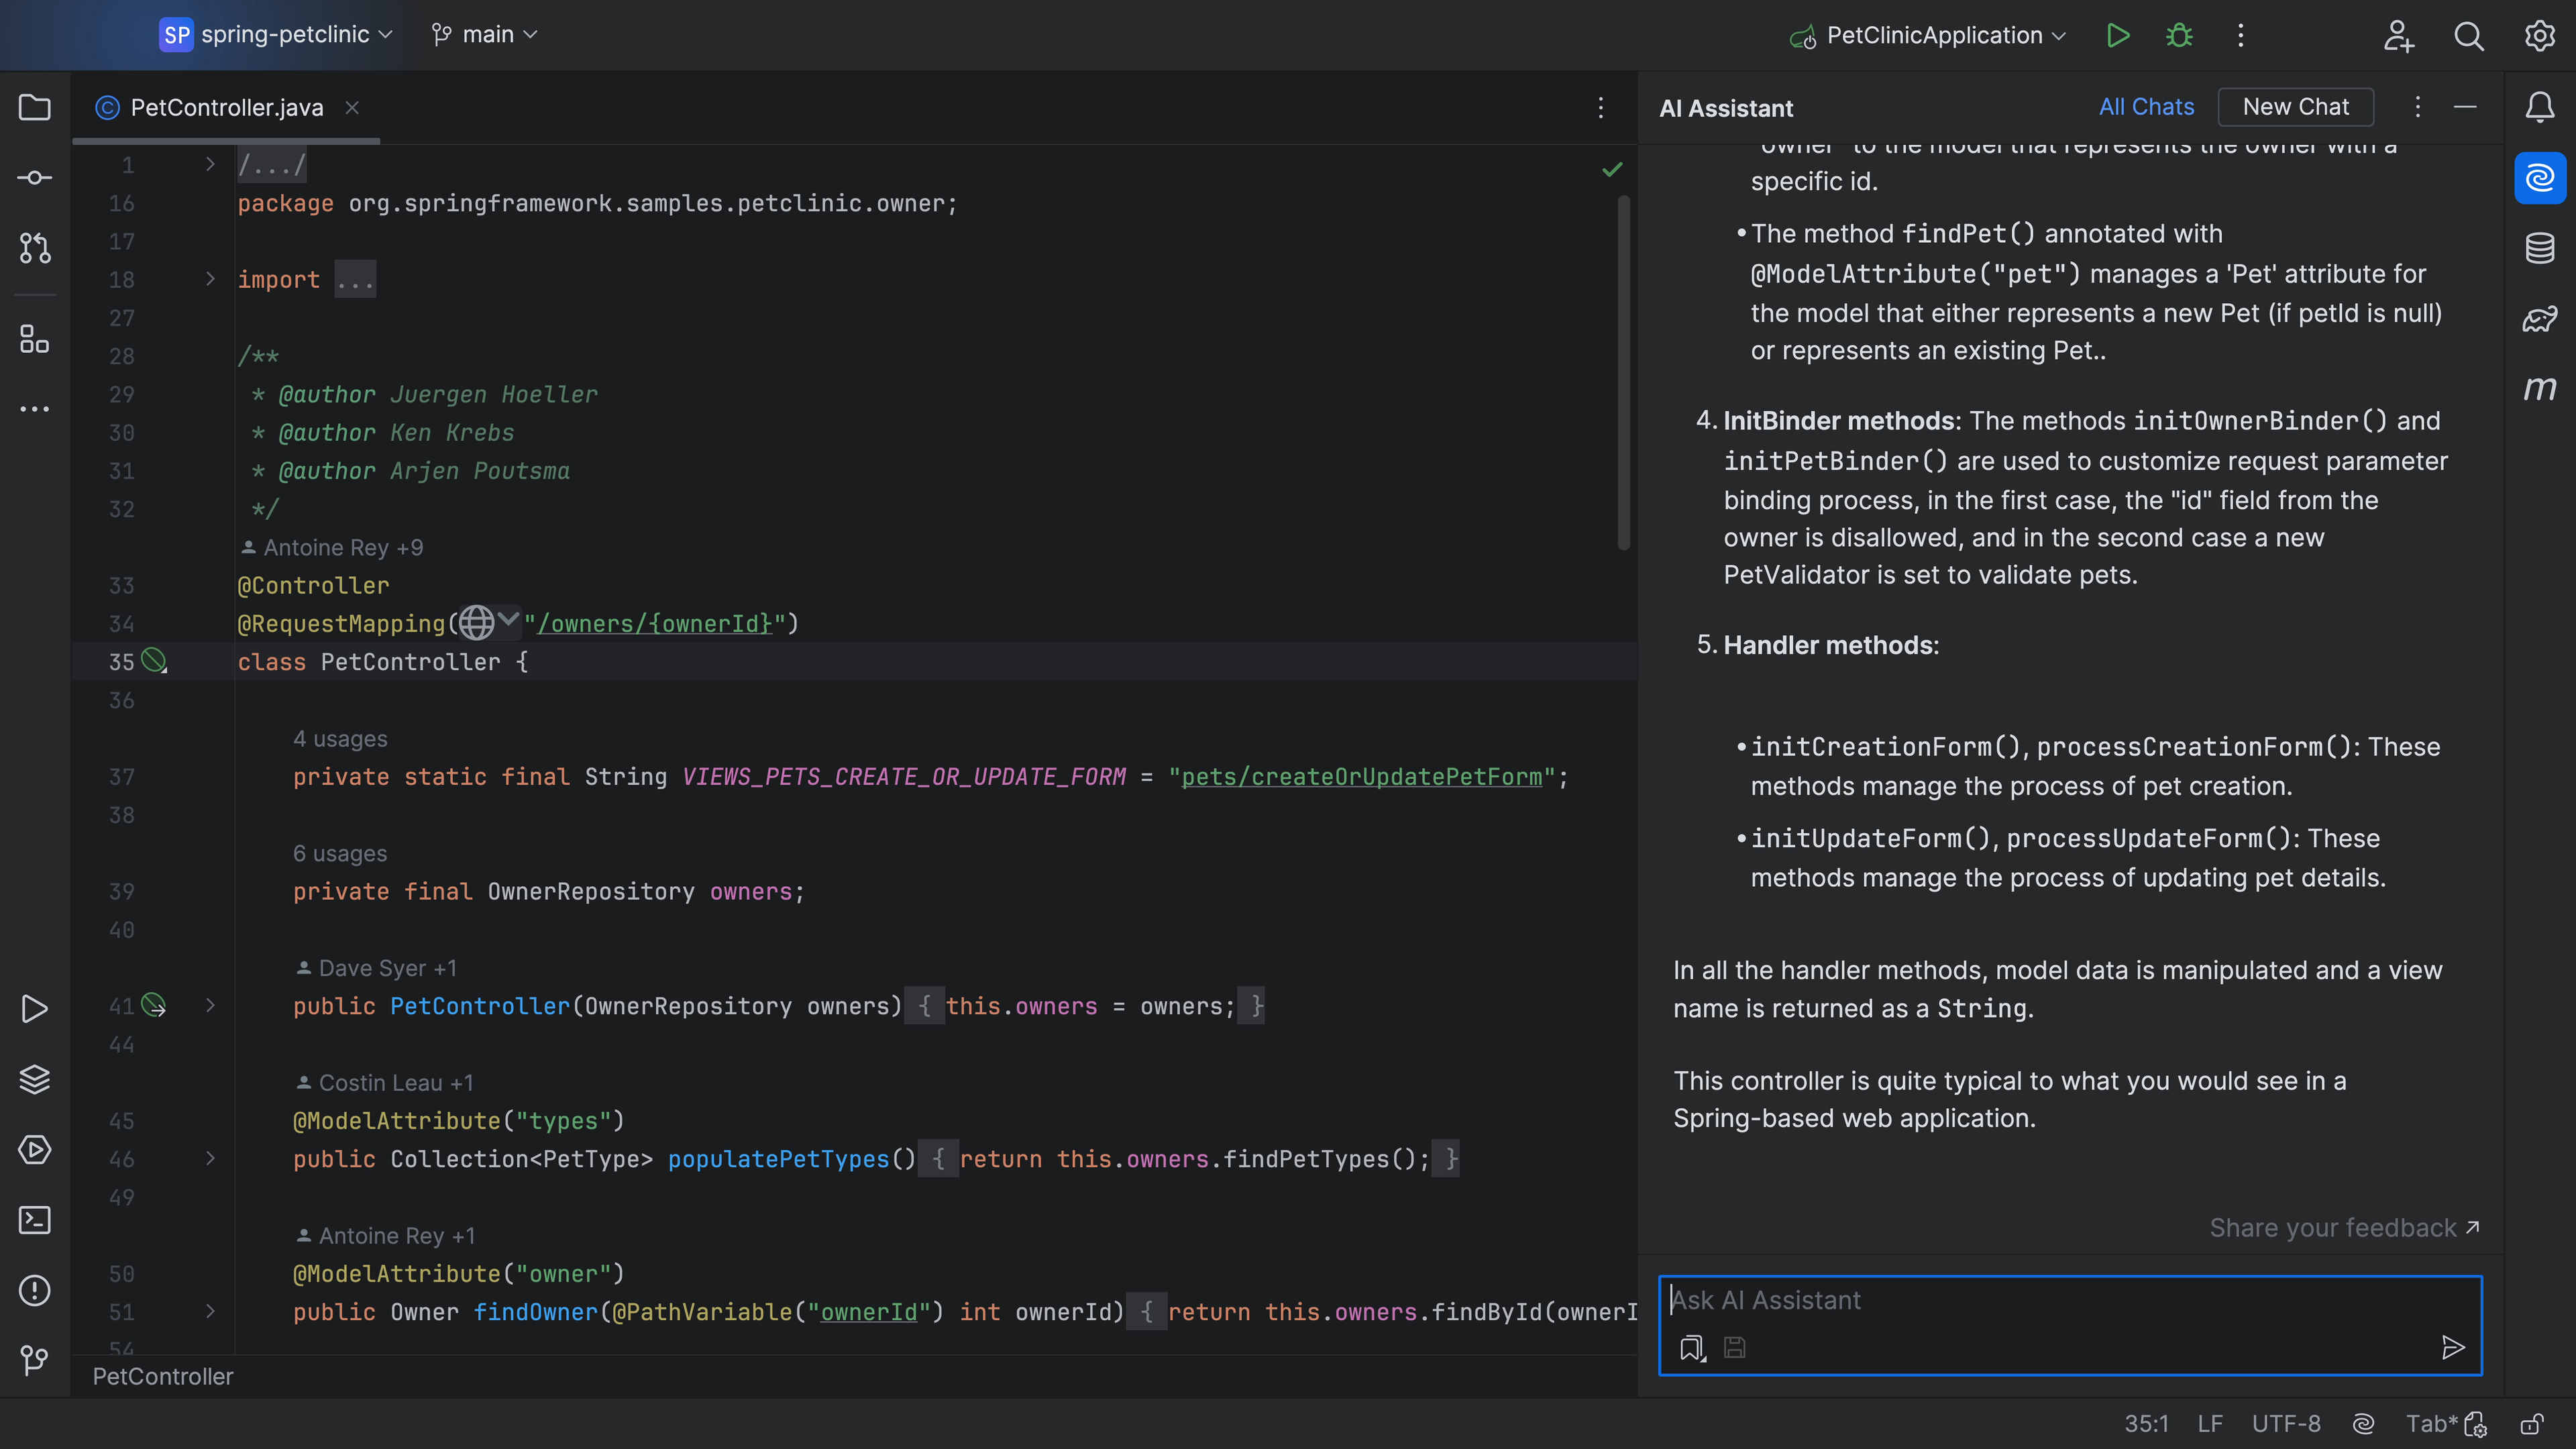 SP spring-petclinic main PetClinicApplication
PetController.java
1 /.../
16 package org.springframework.samples.petclinic.owner;
17
18 import ...
27
28 /**
29 * @author Juergen Hoeller
30 * @author Ken Krebs
31 * @author Arjen Poutsma
32 */
Antoine Rey +9
33 @Controller
34 @RequestMapping("/owners/{ownerId}")
35 class PetController {
36
4 usages
37 private static final String VIEWS_PETS_CREATE_OR_UPDATE_FORM = "pets/createOrUpdatePetForm";
38
6 usages
39 private final OwnerRepository owners;
40
Dave Syer +1
41 public PetController(OwnerRepository owners) { this.owners = owners; }
44
Costin Leau +1
45 @ModelAttribute("types")
46 public Collection<PetType> populatePetTypes() { return this.owners.findPetTypes(); }
49
Antoine Rey +1
50 @ModelAttribute("owner")
51 public Owner findOwner(@PathVariable("ownerId") int ownerId) { return this.owners.findById(ownerI
54
PetController
AI Assistant All Chats New Chat
"owner" to the model that represents the owner with a
specific id.
• The method findPet() annotated with
@ModelAttribute("pet") manages a 'Pet' attribute for
the model that either represents a new Pet (if petId is null)
or represents an existing Pet..
4. InitBinder methods: The methods initOwnerBinder() and
initPetBinder() are used to customize request parameter
binding process, in the first case, the "id" field from the
owner is disallowed, and in the second case a new
PetValidator is set to validate pets.
5. Handler methods:
• initCreationForm(), processCreationForm(): These
methods manage the process of pet creation.
• initUpdateForm(), processUpdateForm(): These
methods manage the process of updating pet details.
In all the handler methods, model data is manipulated and a view
name is returned as a String.
This controller is quite typical to what you would see in a
Spring-based web application.
Share your feedback
Ask AI Assistant
m
35:1 LF UTF-8 Tab*